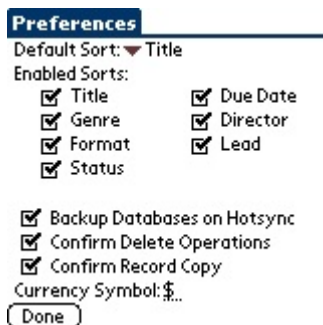 Preferences
Default Sort: Title
Enabled Sorts:
Title Due Date
Genre Director
Format Lead
Status
Backup Databases on Hotsync
Confirm Delete Operations
Confirm Record Copy
Currency Symbol: $
Done